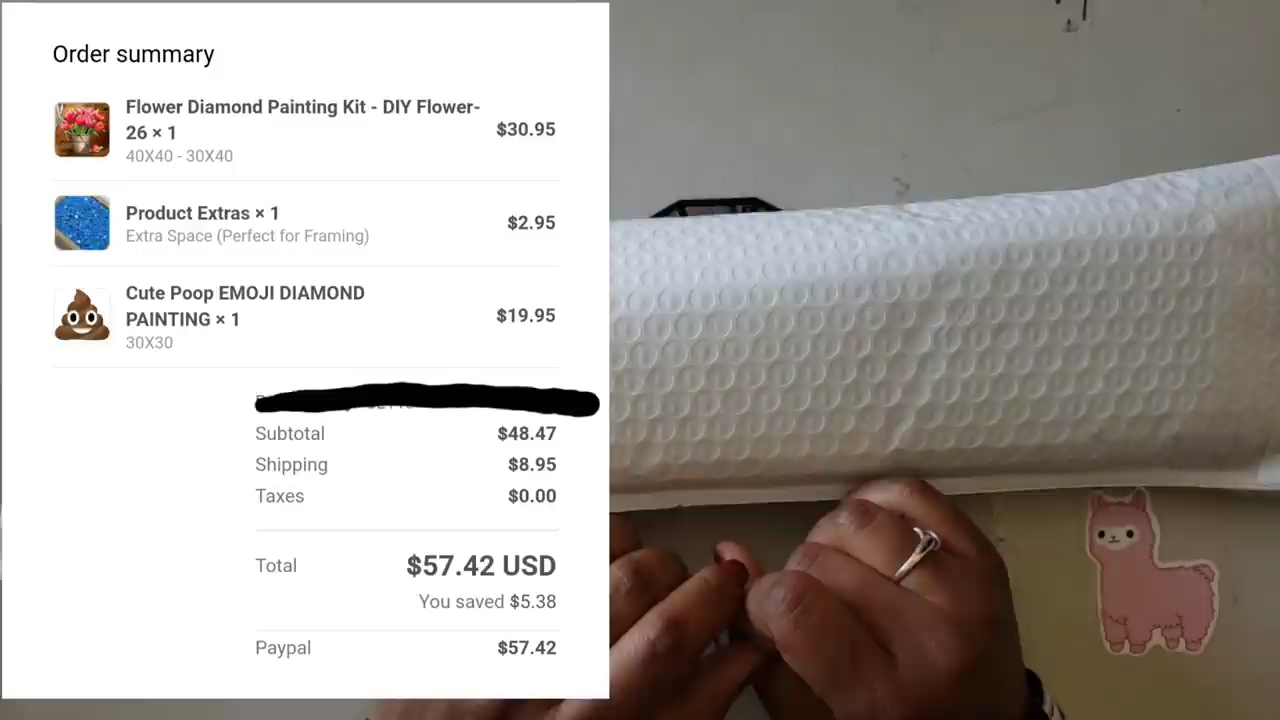 Order summary
Flower Diamond Painting Kit - DIY Flower-
26 × 1
$30.95
40X40 - 30X40
Product Extras × 1
$2.95
Extra Space (Perfect for Framing)
Cute Poop EMOJI DIAMOND
PAINTING × 1
$19.95
30X30
Subtotal $48.47
Shipping $8.95
Taxes $0.00
Total $57.42 USD
You saved $5.38
Paypal $57.42